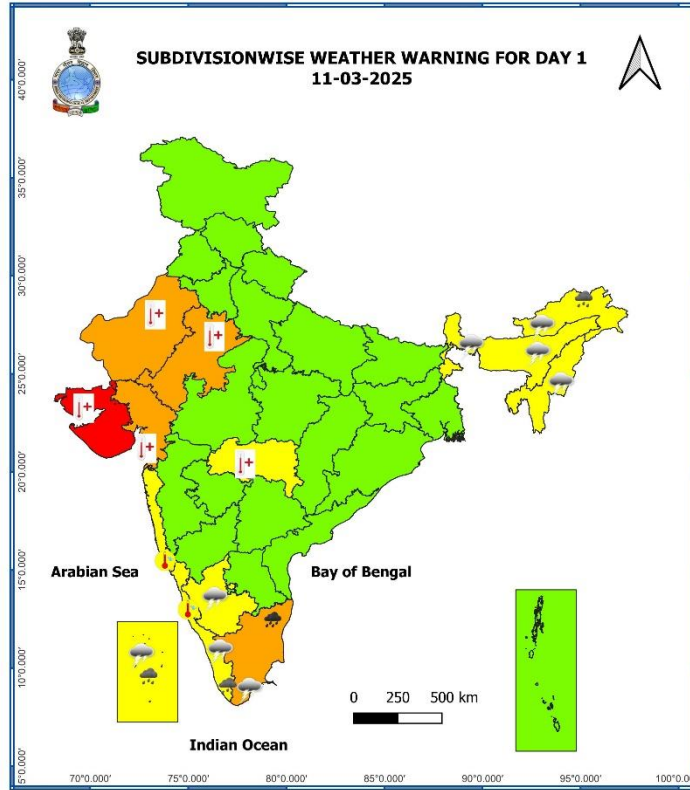 SUBDIVISIONWISE WEATHER WARNING FOR DAY 1
11-03-2025
40°0.000'
35°0.000'
30°0.000'
25°0.000'
20°0.000'
15°0.000'
10°0.000'
5°0.000'
Arabian Sea
Bay of Bengal
0 250 500 km
Indian Ocean
70°0.000' 75°0.000' 80°0.000' 85°0.000' 90°0.000' 95°0.000' 100°0.000'